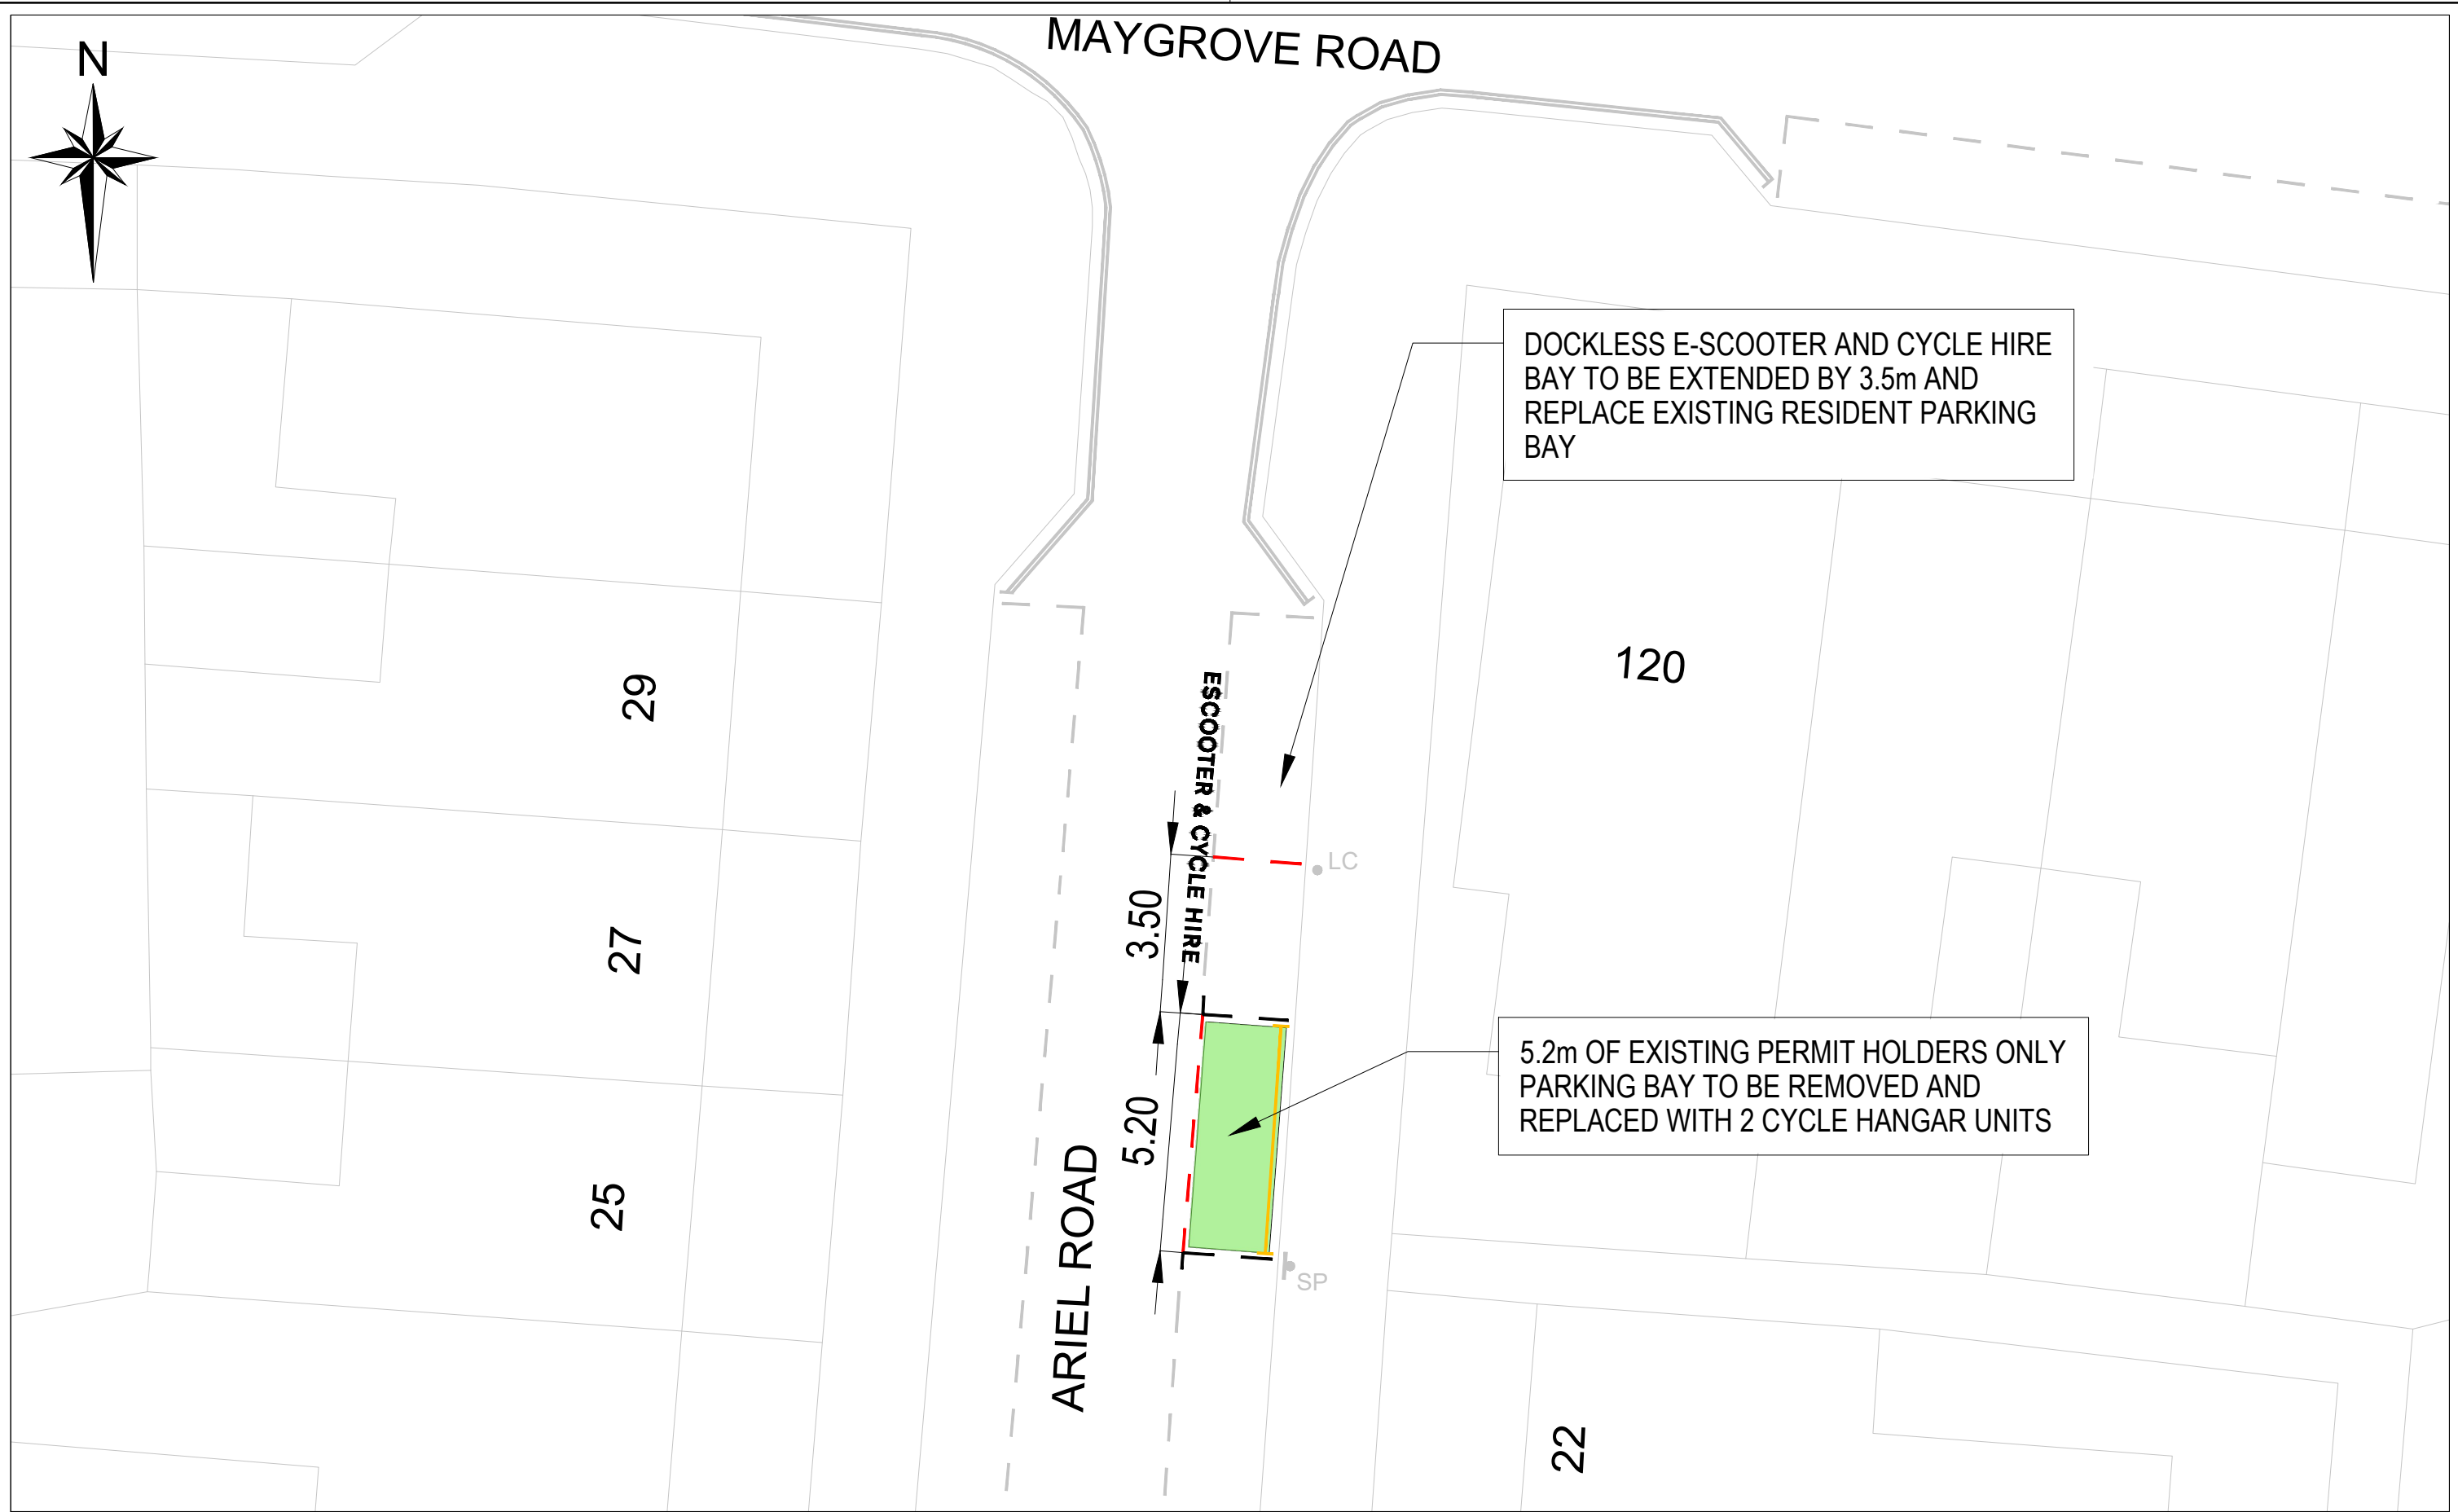 MAYGROVE ROAD
N
DOCKLESS E-SCOOTER AND CYCLE HIRE
BAY TO BE EXTENDED BY 3.5m AND
REPLACE EXISTING RESIDENT PARKING
BAY
29
120
ESCOOTER & CYCLE HIRE
LC
3.50
27
5.2m OF EXISTING PERMIT HOLDERS ONLY
PARKING BAY TO BE REMOVED AND
REPLACED WITH 2 CYCLE HANGAR UNITS
5.20
25
ARIEL ROAD
SP
22